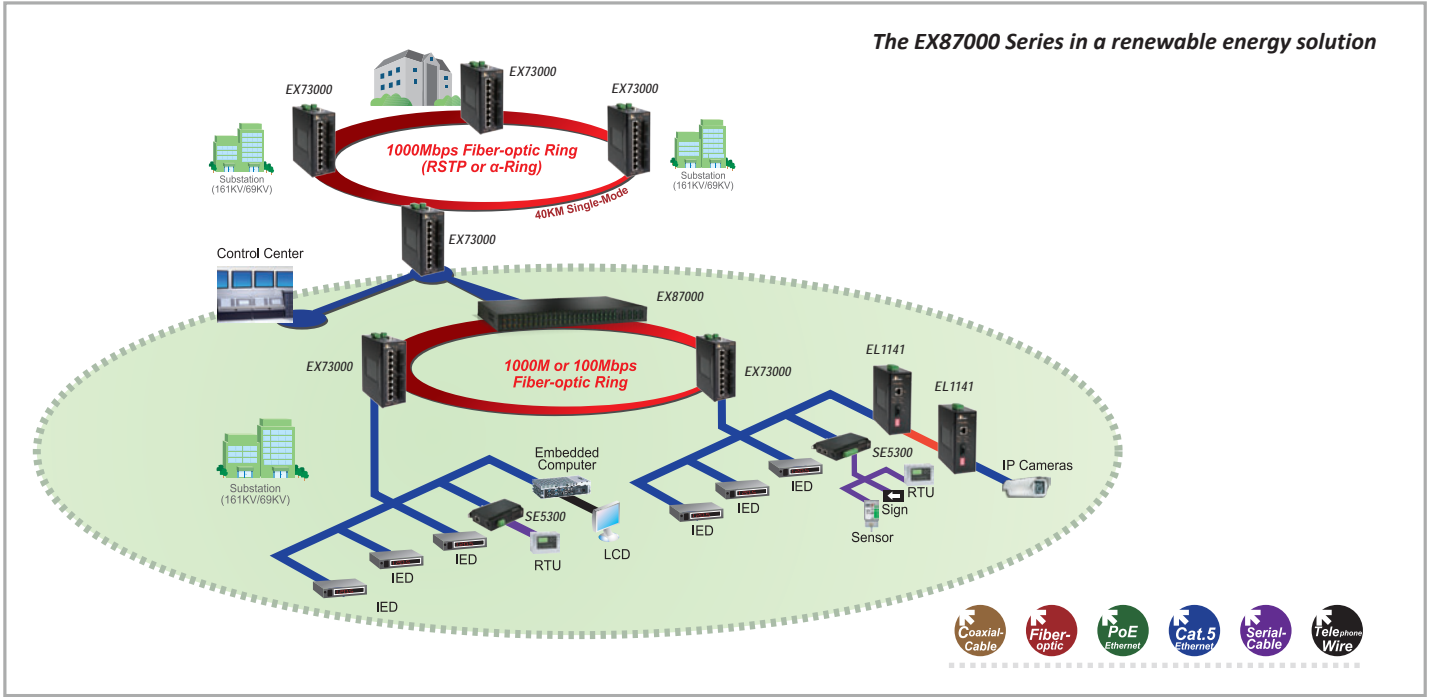 The EX87000 Series in a renewable energy solution
EX73000
EX73000
EX73000
1000Mbps Fiber-optic Ring
(RSTP or α-Ring)
Substation
(161KV/69KV)
Substation
(161KV/69KV)
40KM Single-Mode
EX73000
Control Center
EX87000
EX73000
1000M or 100Mbps
Fiber-optic Ring
EX73000
EL1141
EL1141
Substation
(161KV/69KV)
Embedded
Computer
SE5300
IP Cameras
IED
RTU
IED
Sign
IED
Sensor
SE5300
LCD
IED
RTU
IED
IED
Coaxial-
Cable
Fiber-
optic
PoE
Ethernet
Cat.5
Ethernet
Serial-
Cable
Telephone
Wire